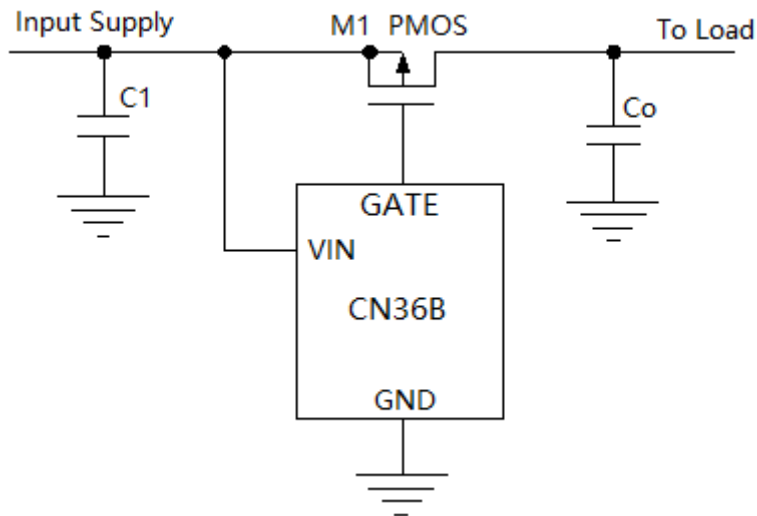 Input Supply
M1 PMOS
To Load
C1
Co
GATE
VIN
CN36B
GND